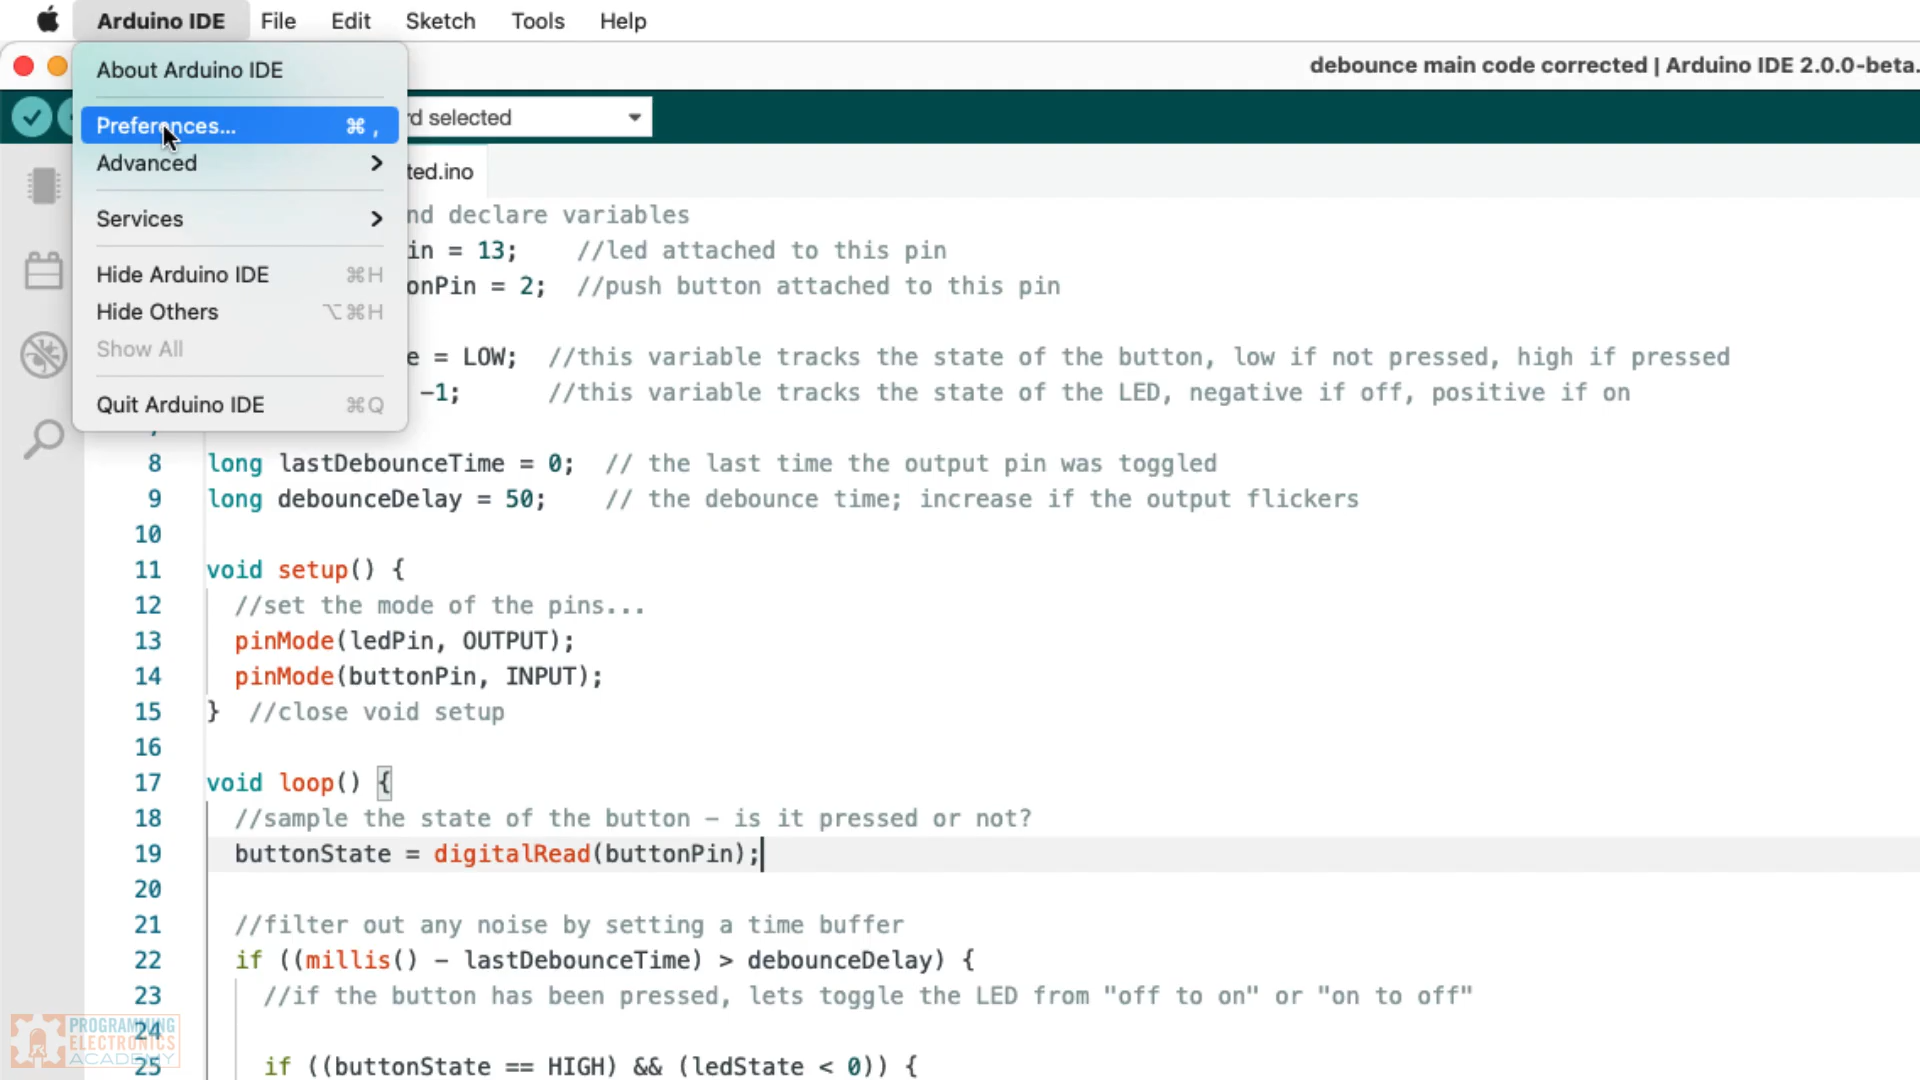 Arduino IDE File Edit Sketch Tools Help
debounce main code corrected | Arduino IDE 2.0.0-beta.
About Arduino IDE
Preferences... ⌘ ,
Advanced
Services
Hide Arduino IDE ⌘H
Hide Others ⌥⌘H
Show All
Quit Arduino IDE ⌘Q
rd selected
ted.ino
nd declare variables
in = 13; //led attached to this pin
onPin = 2; //push button attached to this pin
e = LOW; //this variable tracks the state of the button, low if not pressed, high if pressed
-1; //this variable tracks the state of the LED, negative if off, positive if on
8 long lastDebounceTime = 0; // the last time the output pin was toggled
9 long debounceDelay = 50; // the debounce time; increase if the output flickers
10
11 void setup() {
12 //set the mode of the pins...
13 pinMode(ledPin, OUTPUT);
14 pinMode(buttonPin, INPUT);
15 } //close void setup
16
17 void loop() {
18 //sample the state of the button – is it pressed or not?
19 buttonState = digitalRead(buttonPin);
20
21 //filter out any noise by setting a time buffer
22 if ((millis() – lastDebounceTime) > debounceDelay) {
23 //if the button has been pressed, lets toggle the LED from "off to on" or "on to off"
24
25 if ((buttonState == HIGH) && (ledState < 0)) {
PROGRAMMING
ELECTRONICS
ACADEMY